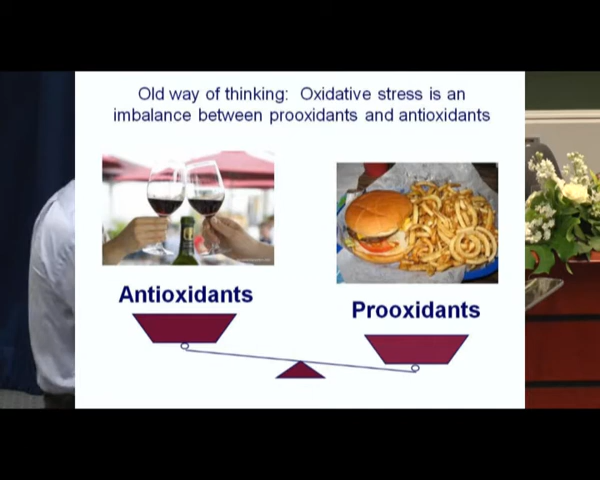 Old way of thinking: Oxidative stress is an
imbalance between prooxidants and antioxidants
Antioxidants
Prooxidants